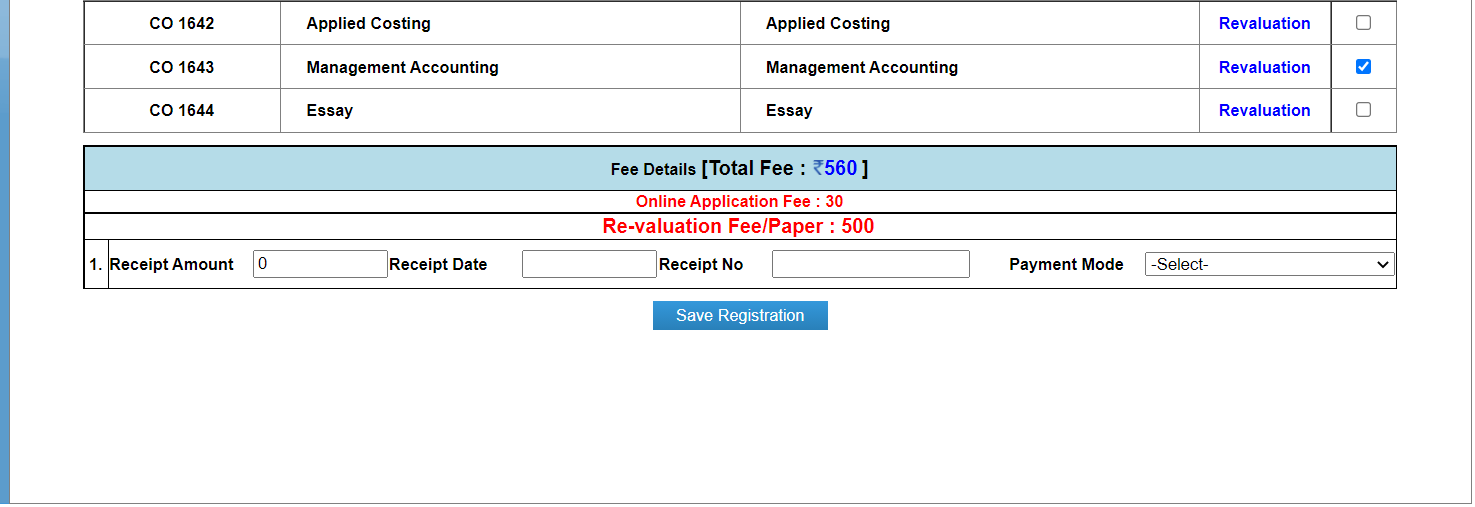 CO 1642 Applied Costing Applied Costing Revaluation
CO 1643 Management Accounting Management Accounting Revaluation
CO 1644 Essay Essay Revaluation
Fee Details [Total Fee : ₹560 ]
Online Application Fee : 30
Re-valuation Fee/Paper : 500
1. Receipt Amount 0 Receipt Date Receipt No Payment Mode -Select-
Save Registration